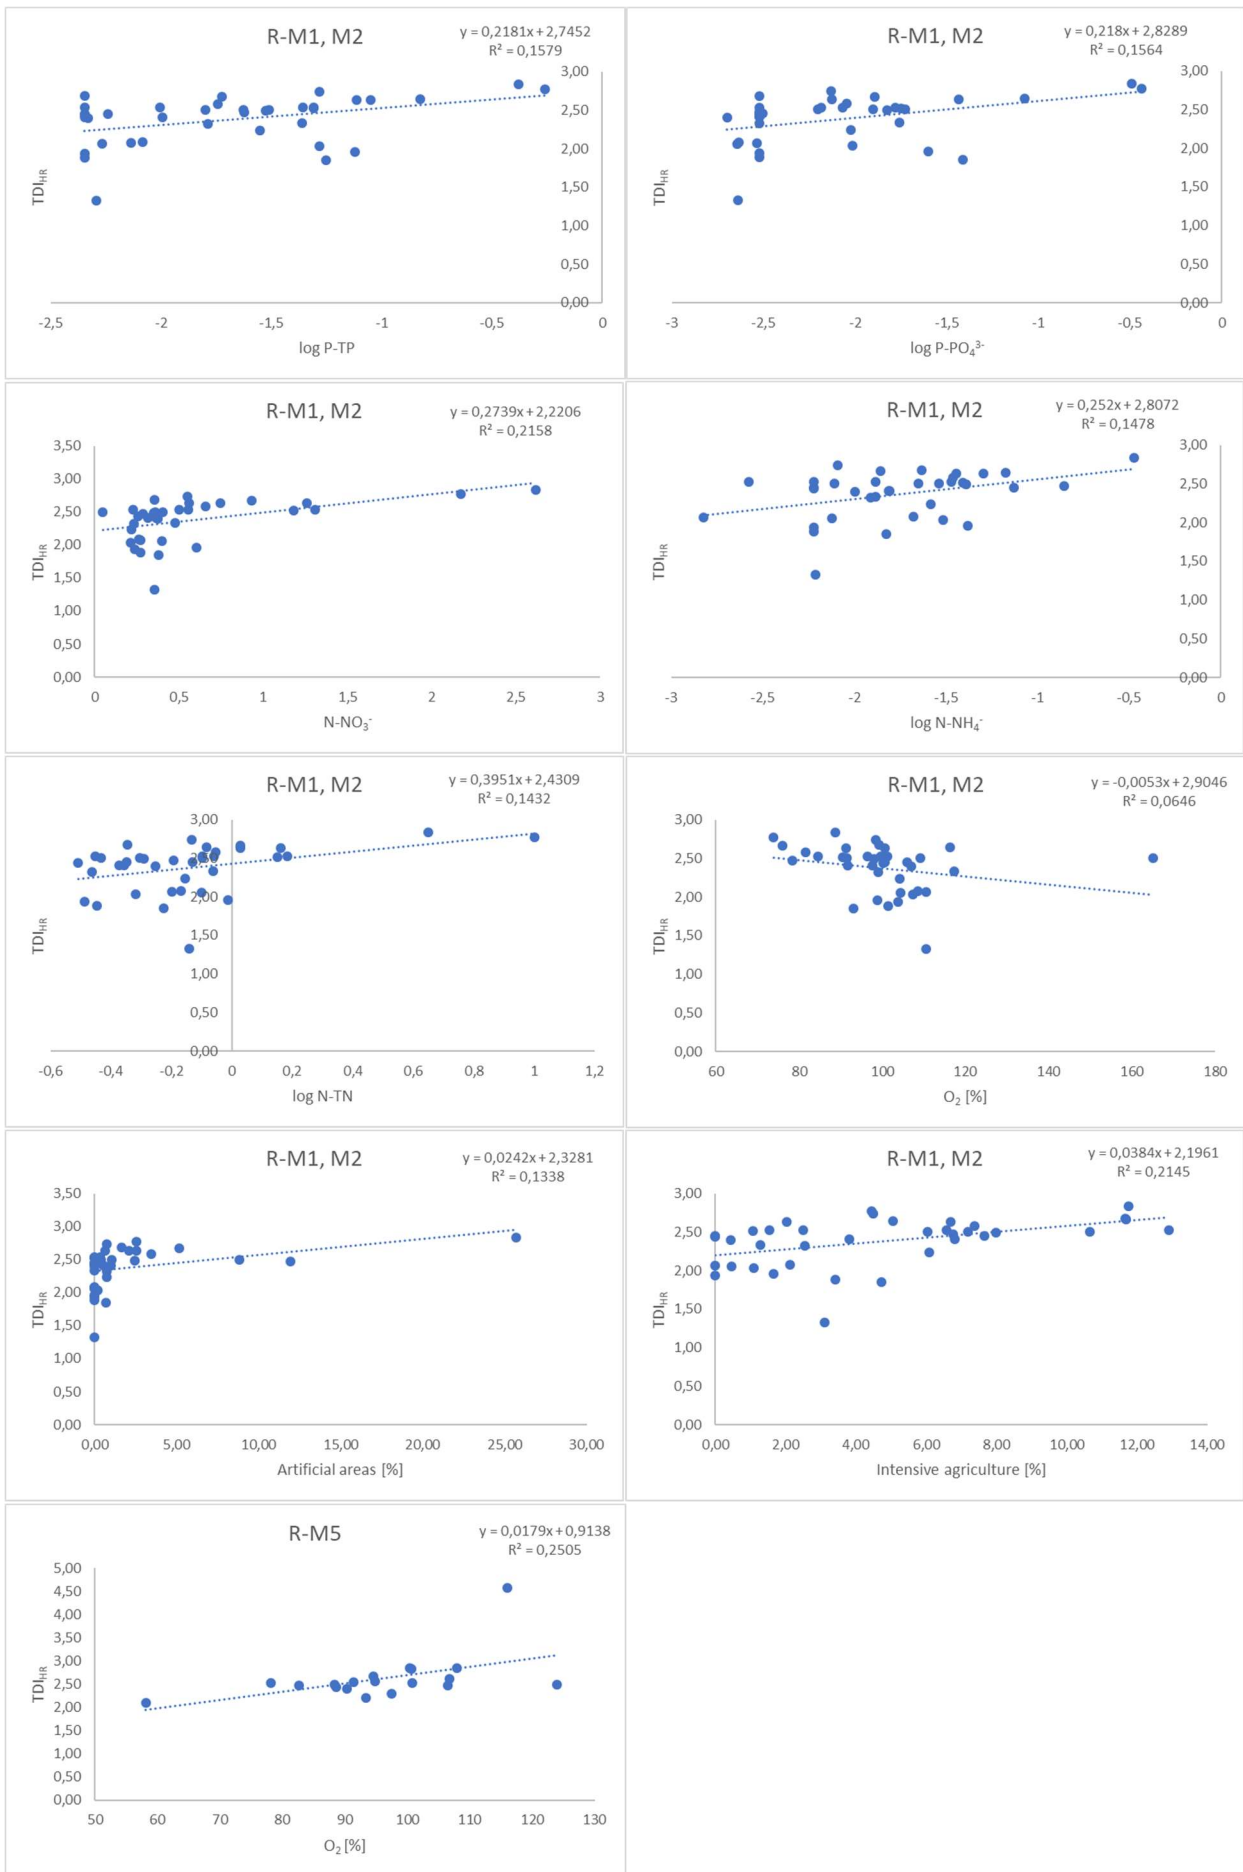 R-M1, M2
y = 0,2181x + 2,7452
R² = 0,1579
3,00
2,50
2,00
1,50
1,00
0,50
0,00
TDI_HR
-2,5 -2 -1,5 -1 -0,5 0
log P-TP
R-M1, M2
y = 0,218x + 2,8289
R² = 0,1564
3,00
2,50
2,00
1,50
1,00
0,50
0,00
TDI_HR
-3 -2,5 -2 -1,5 -1 -0,5 0
log P-PO₄³⁻
R-M1, M2
y = 0,2739x + 2,2206
R² = 0,2158
3,50
3,00
2,50
2,00
1,50
1,00
0,50
0,00
TDI_HR
0 0,5 1 1,5 2 2,5 3
N-NO₃⁻
R-M1, M2
y = 0,252x + 2,8072
R² = 0,1478
3,00
2,50
2,00
1,50
1,00
0,50
0,00
TDI_HR
-3 -2,5 -2 -1,5 -1 -0,5 0
log N-NH₄⁻
R-M1, M2
y = 0,3951x + 2,4309
R² = 0,1432
3,00
2,50
2,00
1,50
1,00
0,50
0,00
TDI_HR
-0,6 -0,4 -0,2 0 0,2 0,4 0,6 0,8 1 1,2
log N-TN
R-M1, M2
y = -0,0053x + 2,9046
R² = 0,0646
3,00
2,50
2,00
1,50
1,00
0,50
0,00
TDI_HR
60 80 100 120 140 160 180
O₂ [%]
R-M1, M2
y = 0,0242x + 2,3281
R² = 0,1338
3,50
3,00
2,50
2,00
1,50
1,00
0,50
0,00
TDI_HR
0,00 5,00 10,00 15,00 20,00 25,00 30,00
Artificial areas [%]
R-M1, M2
y = 0,0384x + 2,1961
R² = 0,2145
3,00
2,50
2,00
1,50
1,00
0,50
0,00
TDI_HR
0,00 2,00 4,00 6,00 8,00 10,00 12,00 14,00
Intensive agriculture [%]
R-M5
y = 0,0179x + 0,9138
R² = 0,2505
5,00
4,50
4,00
3,50
3,00
2,50
2,00
1,50
1,00
0,50
0,00
TDI_HR
50 60 70 80 90 100 110 120 130
O₂ [%]